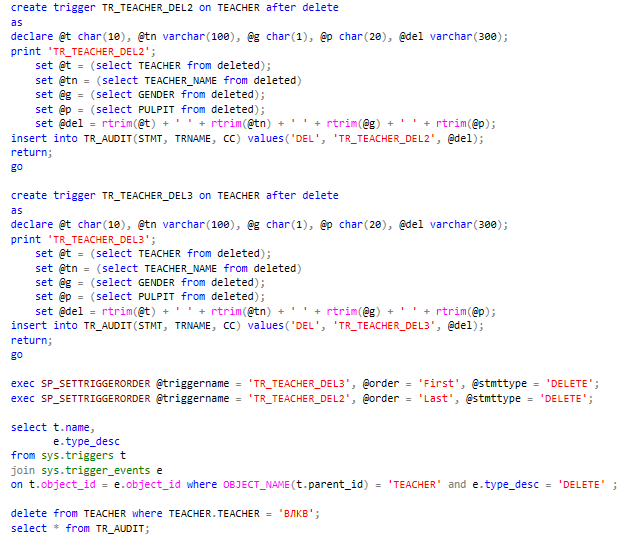 create trigger TR_TEACHER_DEL2 on TEACHER after delete
as
declare @t char(10), @tn varchar(100), @g char(1), @p char(20), @del varchar(300);
print 'TR_TEACHER_DEL2';
set @t = (select TEACHER from deleted);
set @tn = (select TEACHER_NAME from deleted)
set @g = (select GENDER from deleted);
set @p = (select PULPIT from deleted);
set @del = rtrim(@t) + ' ' + rtrim(@tn) + ' ' + rtrim(@g) + ' ' + rtrim(@p);
insert into TR_AUDIT(STMT, TRNAME, CC) values('DEL', 'TR_TEACHER_DEL2', @del);
return;
go
create trigger TR_TEACHER_DEL3 on TEACHER after delete
as
declare @t char(10), @tn varchar(100), @g char(1), @p char(20), @del varchar(300);
print 'TR_TEACHER_DEL3';
set @t = (select TEACHER from deleted);
set @tn = (select TEACHER_NAME from deleted)
set @g = (select GENDER from deleted);
set @p = (select PULPIT from deleted);
set @del = rtrim(@t) + ' ' + rtrim(@tn) + ' ' + rtrim(@g) + ' ' + rtrim(@p);
insert into TR_AUDIT(STMT, TRNAME, CC) values('DEL', 'TR_TEACHER_DEL3', @del);
return;
go
exec SP_SETTRIGGERORDER @triggername = 'TR_TEACHER_DEL3', @order = 'First', @stmttype = 'DELETE';
exec SP_SETTRIGGERORDER @triggername = 'TR_TEACHER_DEL2', @order = 'Last', @stmttype = 'DELETE';
select t.name,
e.type_desc
from sys.triggers t
join sys.trigger_events e
on t.object_id = e.object_id where OBJECT_NAME(t.parent_id) = 'TEACHER' and e.type_desc = 'DELETE' ;
delete from TEACHER where TEACHER.TEACHER = 'ВЛКВ';
select * from TR_AUDIT;